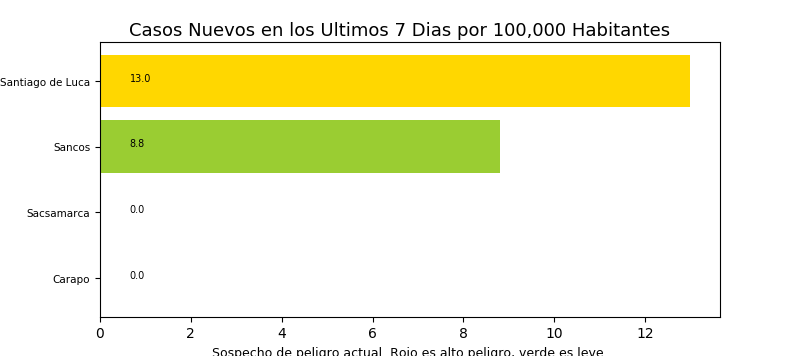 Casos Nuevos en los Ultimos 7 Dias por 100,000 Habitantes
Santiago de Luca
13.0
Sancos
8.8
Sacsamarca
0.0
Carapo
0.0
0 2 4 6 8 10 12
Sospecho de peligro actual. Rojo es alto peligro, verde es leve